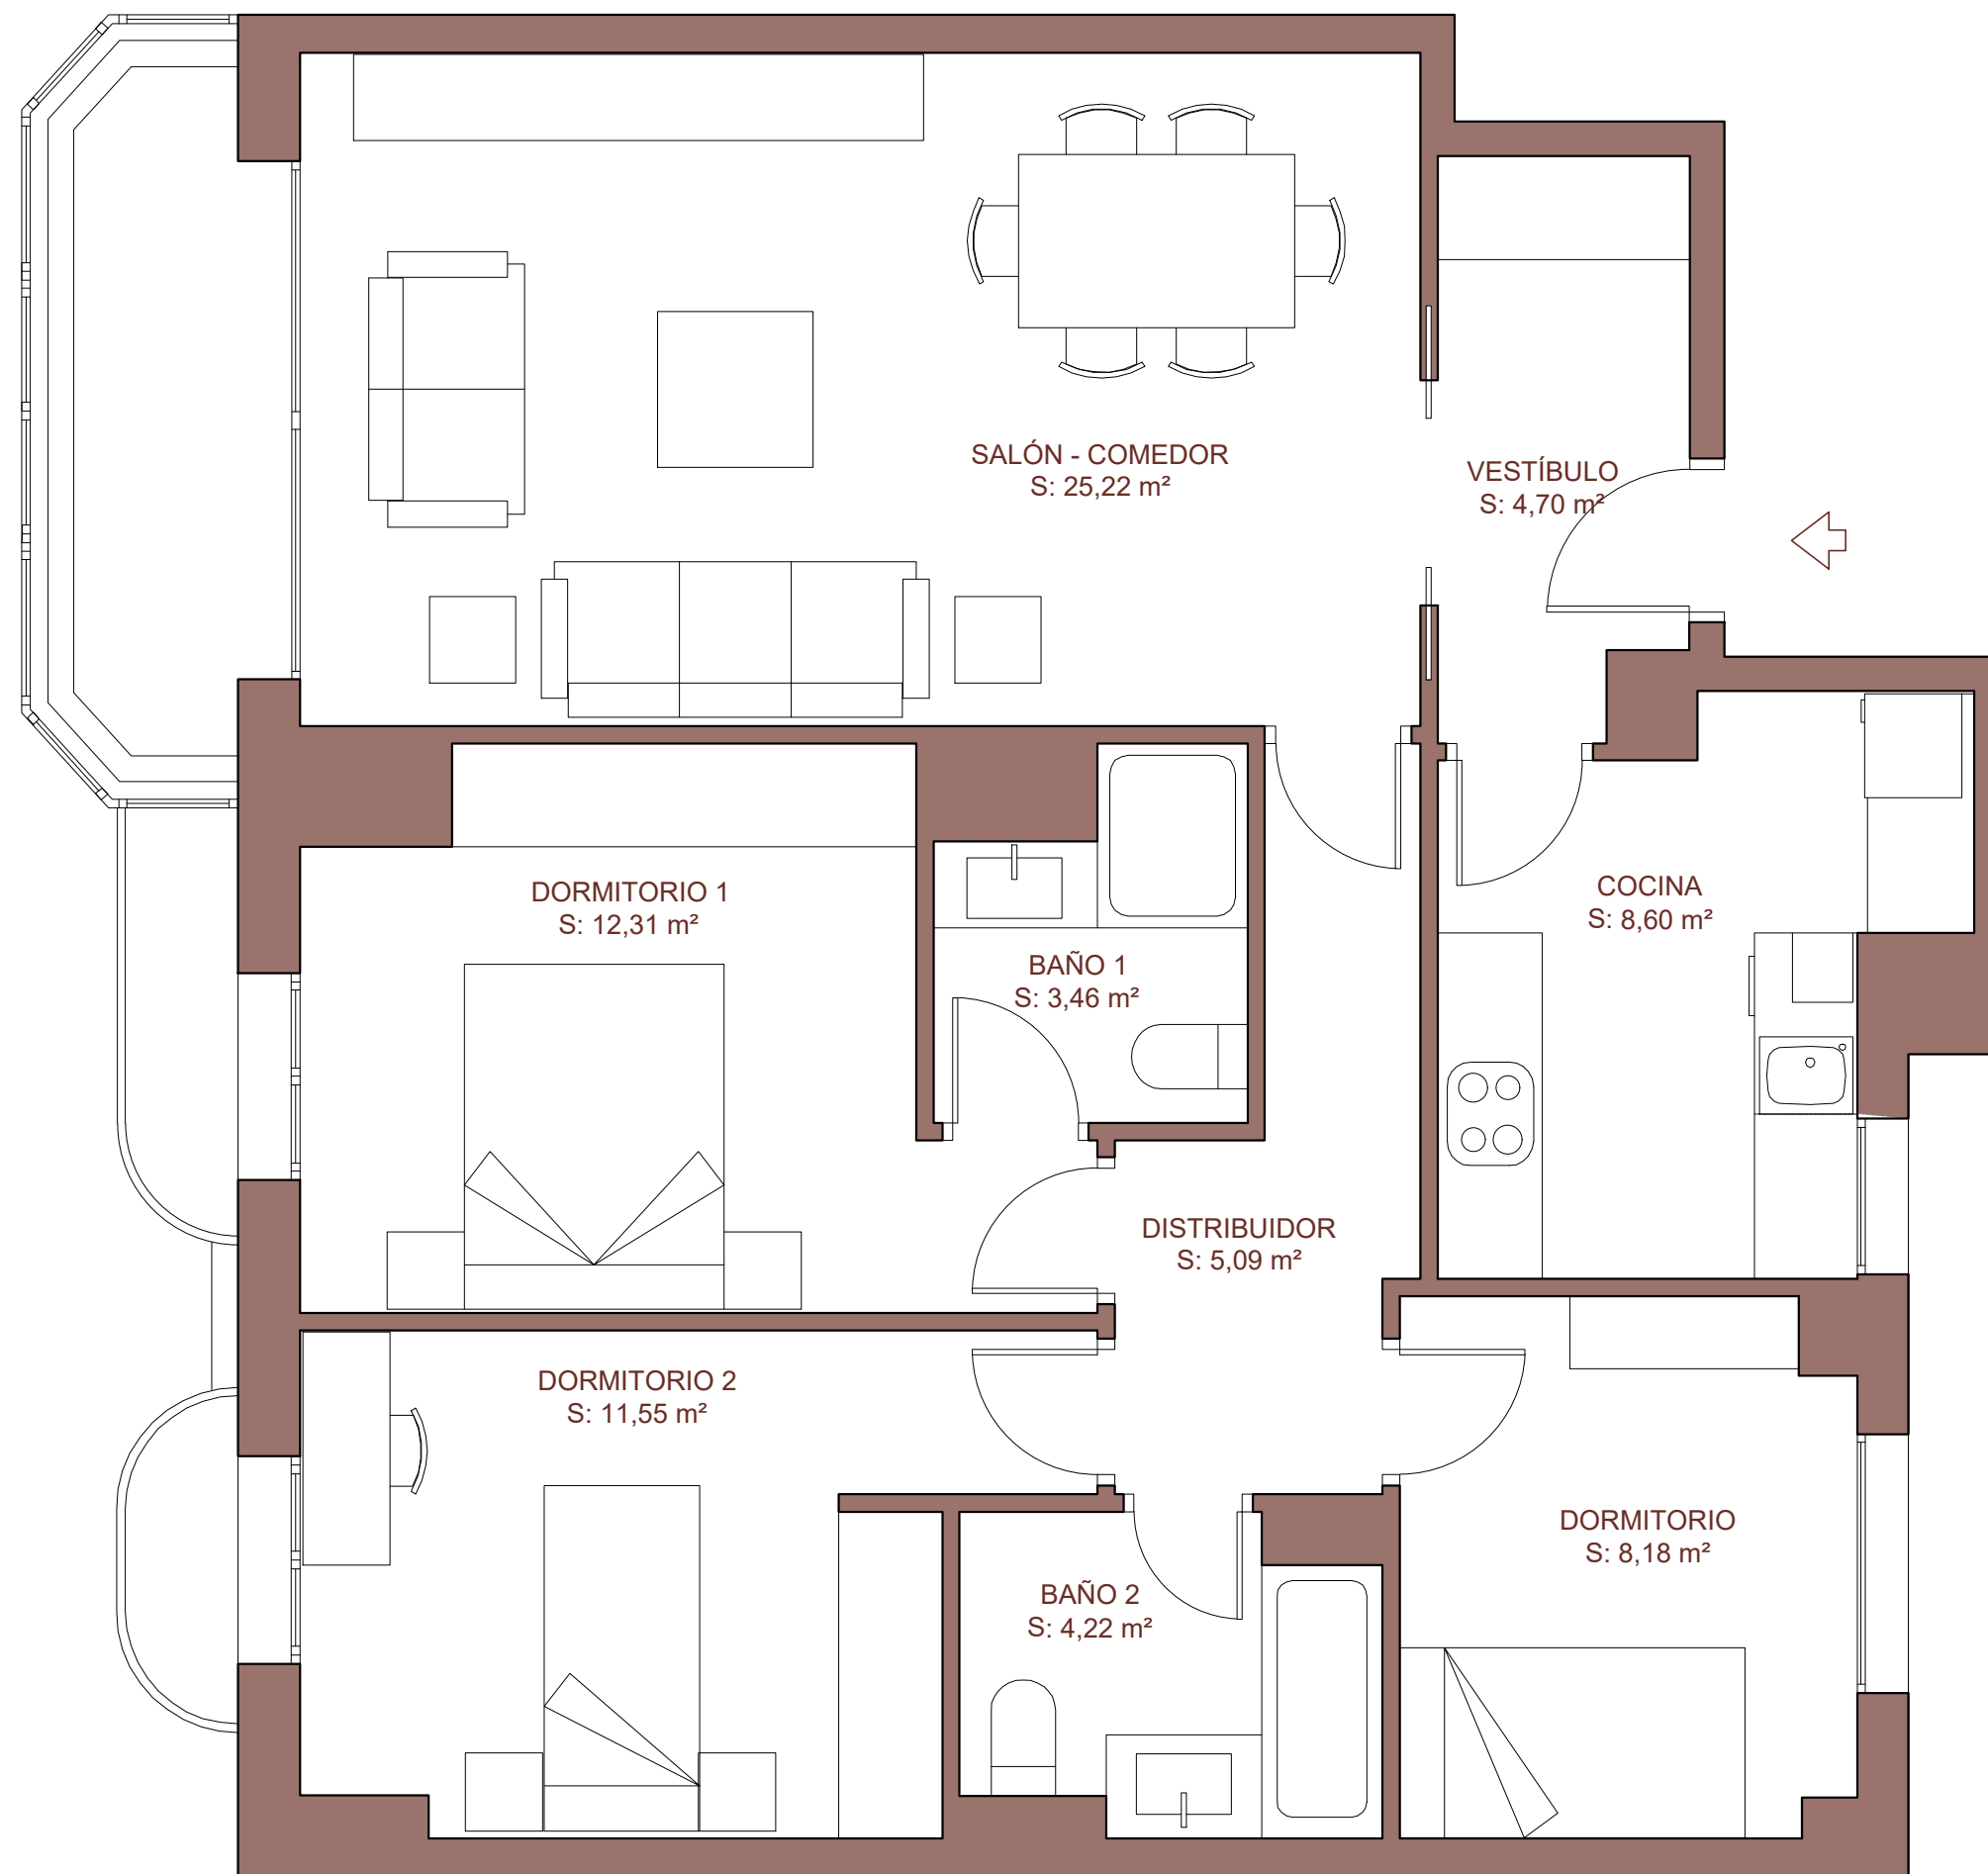 SALÓN - COMEDOR
S: 25,22 m²
VESTÍBULO
S: 4,70 m²
DORMITORIO 1
S: 12,31 m²
BAÑO 1
S: 3,46 m²
COCINA
S: 8,60 m²
DISTRIBUIDOR
S: 5,09 m²
DORMITORIO 2
S: 11,55 m²
BAÑO 2
S: 4,22 m²
DORMITORIO
S: 8,18 m²